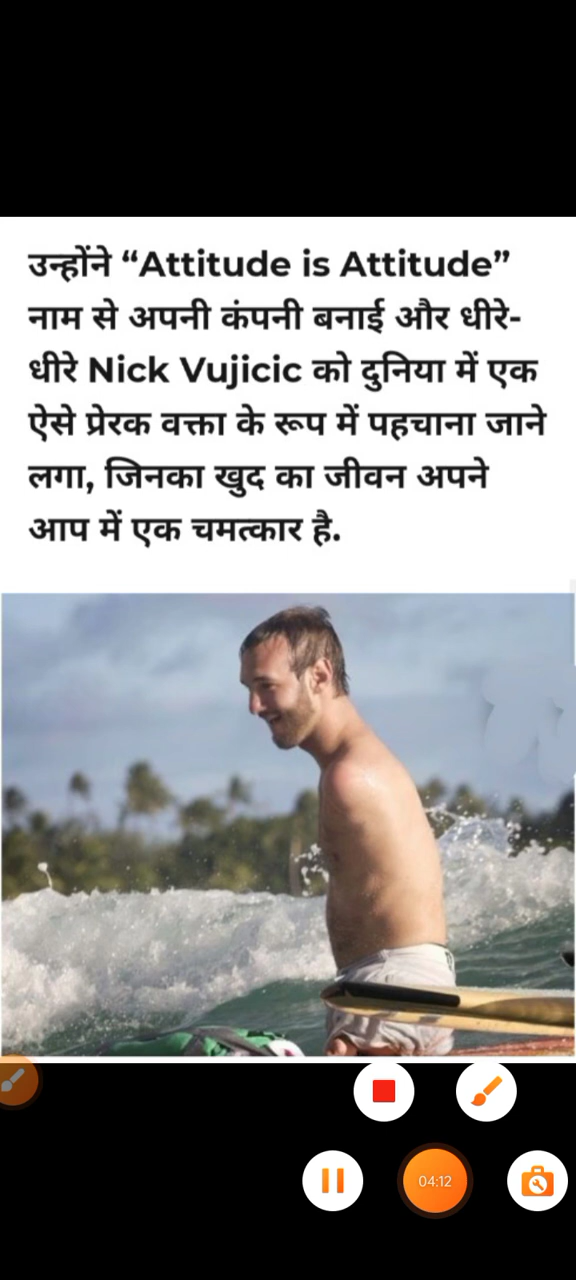 उन्होंने “Attitude is Attitude”
नाम से अपनी कंपनी बनाई और धीरे-
धीरे Nick Vujicic को दुनिया में एक
ऐसे प्रेरक वक्ता के रूप में पहचाना जाने
लगा, जिनका खुद का जीवन अपने
आप में एक चमत्कार है.
04:12